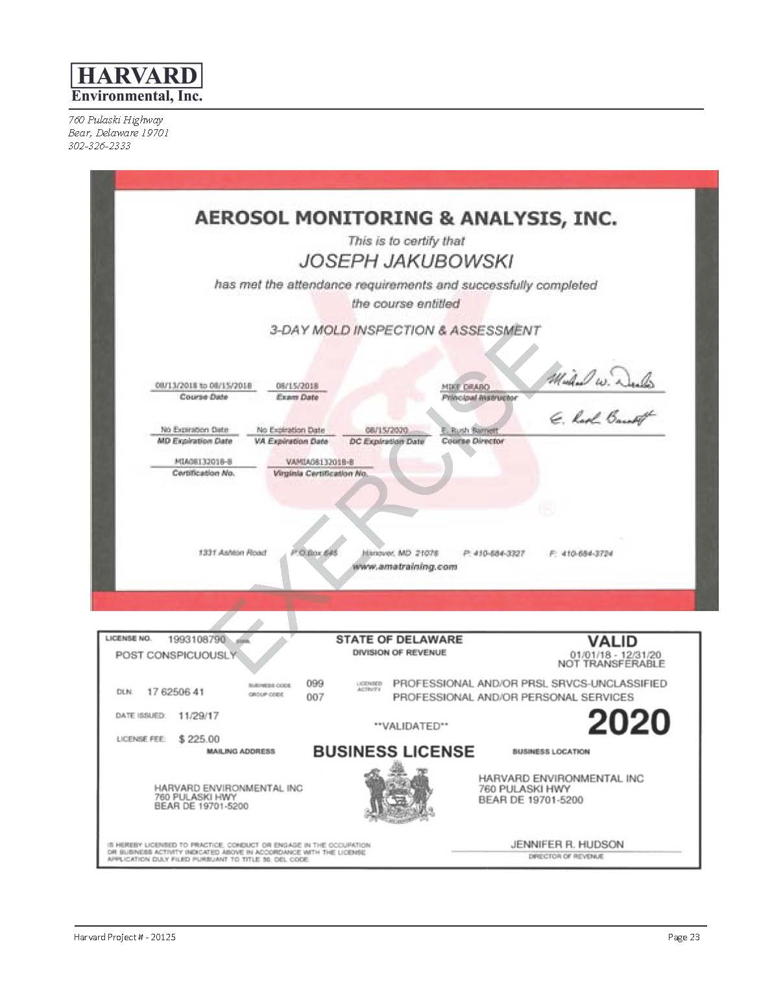 HARVARD
Environmental, Inc.
760 Pulaski Highway
Bear, Delaware 19701
302-326-2333
AEROSOL MONITORING & ANALYSIS, INC.
This is to certify that
JOSEPH JAKUBOWSKI
has met the attendance requirements and successfully completed
the course entitled
3-DAY MOLD INSPECTION & ASSESSMENT
08/13/2018 to 08/15/2018 08/15/2018 MIKE DRABO Michael W. Drabo
Course Date Exam Date Principal Instructor
E. Rush Barnett
No Expiration Date No Expiration Date 08/15/2020 E. Rush Barnett
MD Expiration Date VA Expiration Date DC Expiration Date Course Director
MIA08132018-8 VAMIA08132018-8
Certification No. Virginia Certification No.
®
1331 Ashton Road P.O.Box 646 Hanover, MD 21076 P: 410-684-3327 F: 410-684-3724
www.amatraining.com
EXERCISE
LICENSE NO. 1993108790 STATE OF DELAWARE VALID
POST CONSPICUOUSLY DIVISION OF REVENUE 01/01/18 - 12/31/20
NOT TRANSFERABLE
DLN: 17 62506 41 BUSINESS CODE 099 LICENSED ACTIVITY PROFESSIONAL AND/OR PRSL SRVCS-UNCLASSIFIED
GROUP CODE 007 PROFESSIONAL AND/OR PERSONAL SERVICES
DATE ISSUED: 11/29/17 **VALIDATED** 2020
LICENSE FEE: $ 225.00
MAILING ADDRESS BUSINESS LICENSE BUSINESS LOCATION
HARVARD ENVIRONMENTAL INC
760 PULASKI HWY
BEAR DE 19701-5200
HARVARD ENVIRONMENTAL INC
760 PULASKI HWY
BEAR DE 19701-5200
IS HEREBY LICENSED TO PRACTICE, CONDUCT OR ENGAGE IN THE OCCUPATION
OR BUSINESS ACTIVITY INDICATED ABOVE IN ACCORDANCE WITH THE LICENSE
APPLICATION DULY FILED PURSUANT TO TITLE 30, DEL CODE.
JENNIFER R. HUDSON
DIRECTOR OF REVENUE
Harvard Project # - 20125 Page 23